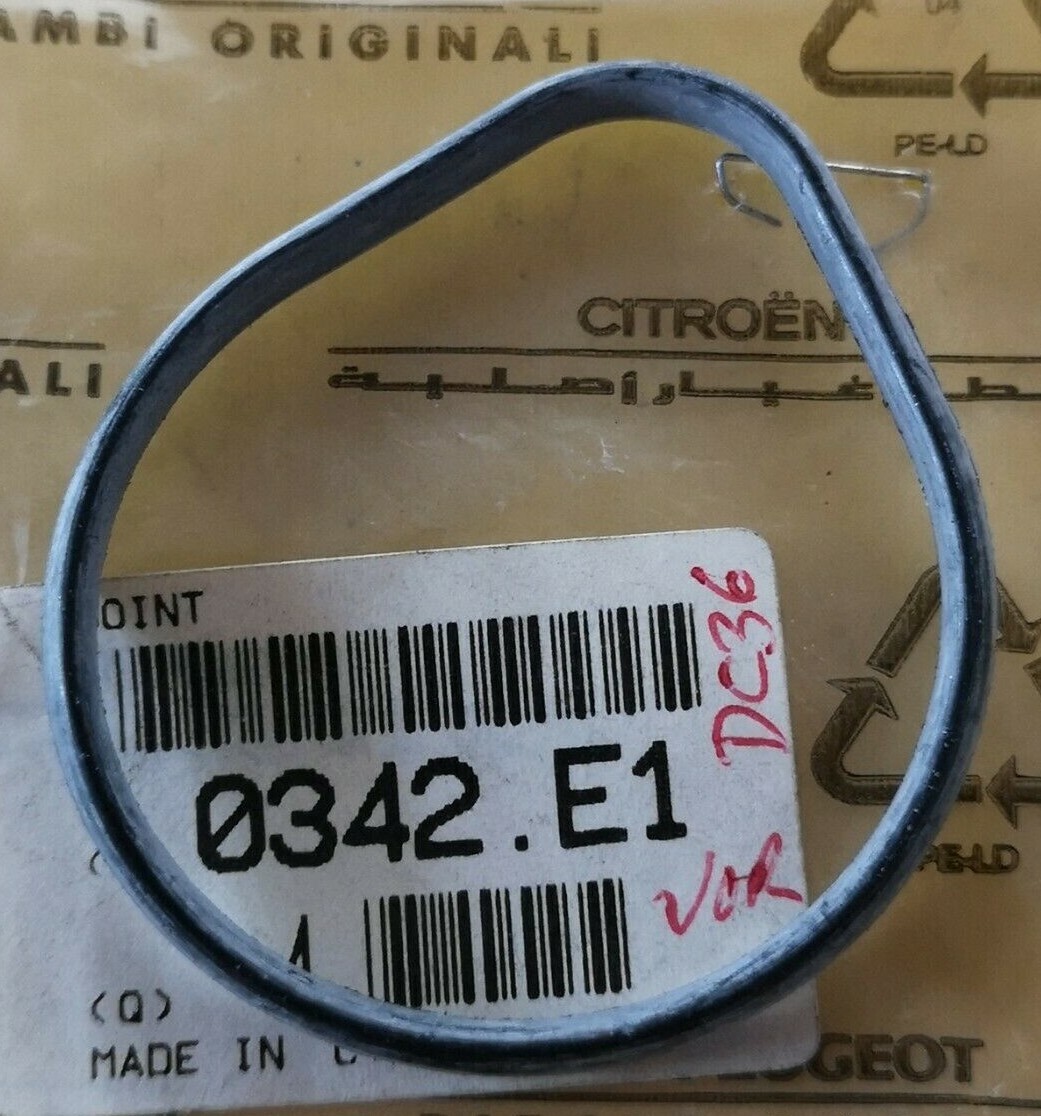 AMBI ORIGINALI
04
PE-LD
CITROËN
ALI
غيار أصلية
OINT
0342.E1
DC36
VOR
PE-LD
1
(Q)
MADE IN
EUGEOT